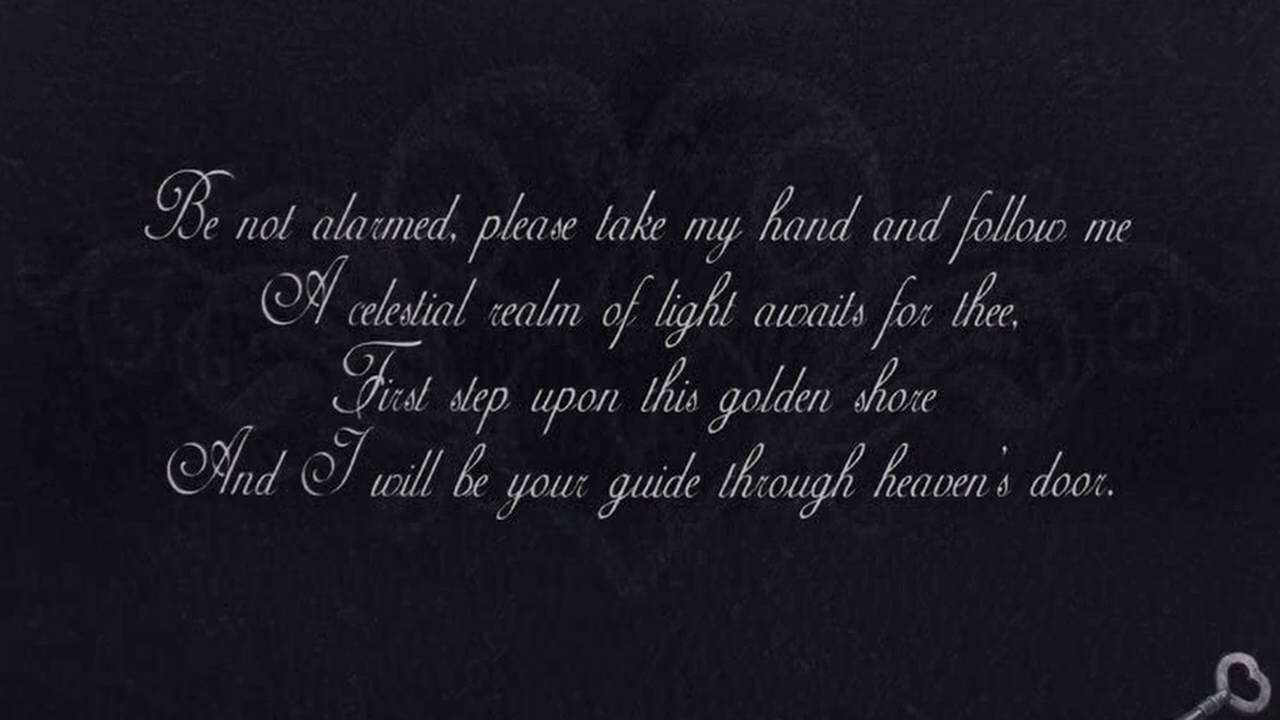 Be not alarmed, please take my hand and follow me
A celestial realm of light awaits for thee,
First step upon this golden shore
And I will be your guide through heaven's door.